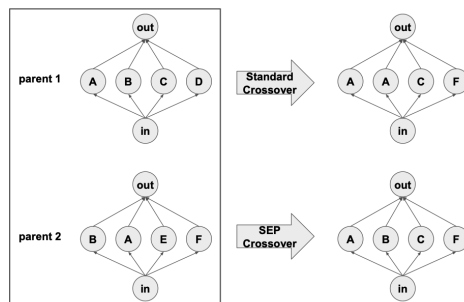 out
parent 1
A B C D
in
Standard
Crossover
out
A A C F
in
out
parent 2
B A E F
in
SEP
Crossover
out
A B C F
in